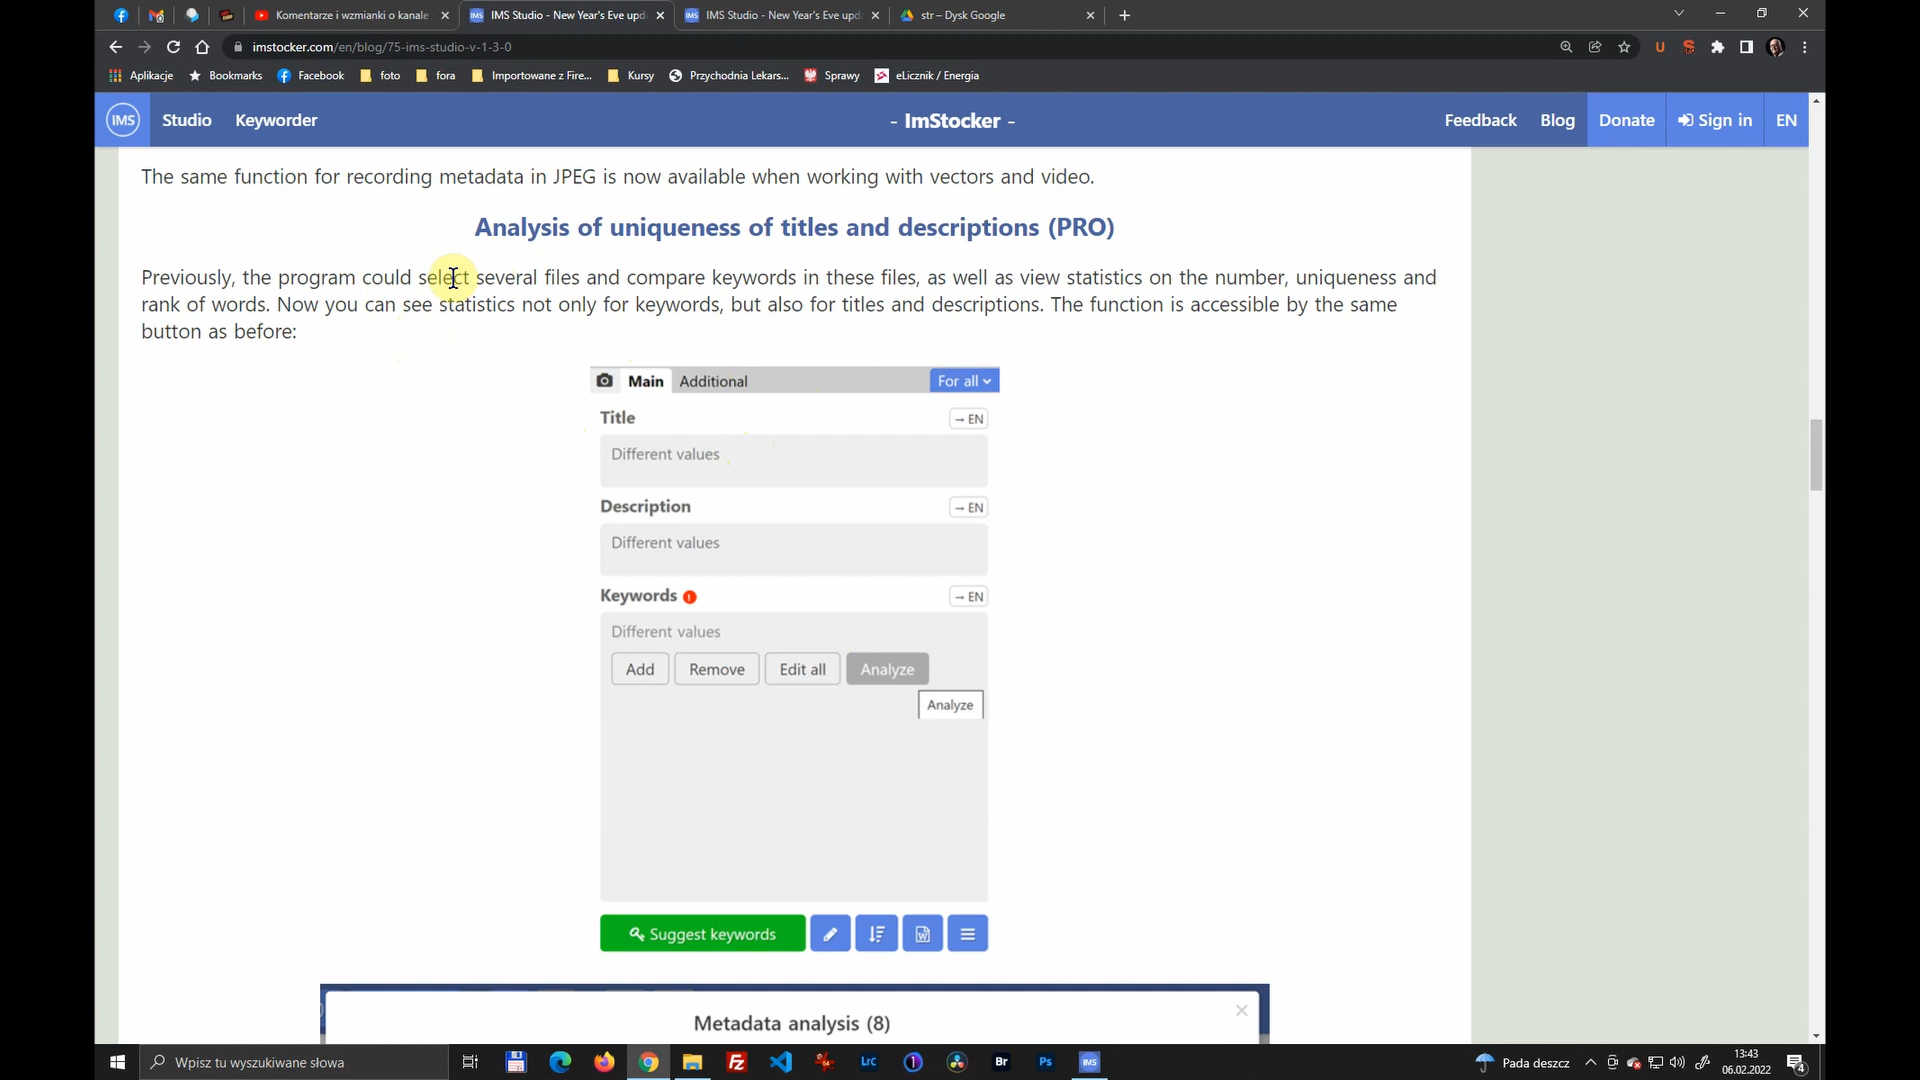 Komentarze i wzmianki o kanale
IMS Studio - New Year's Eve upd
IMS Studio - New Year's Eve upd
str – Dysk Google
imstocker.com/en/blog/75-ims-studio-v-1-3-0
Aplikacje
Bookmarks
Facebook
foto
fora
Importowane z Fire...
Kursy
Przychodnia Lekars...
Sprawy
eLicznik / Energia
IMS
Studio
Keyworder
- ImStocker -
Feedback
Blog
Donate
Sign in
EN
The same function for recording metadata in JPEG is now available when working with vectors and video.
Analysis of uniqueness of titles and descriptions (PRO)
Previously, the program could select several files and compare keywords in these files, as well as view statistics on the number, uniqueness and
rank of words. Now you can see statistics not only for keywords, but also for titles and descriptions. The function is accessible by the same
button as before:
Main
Additional
For all
Title
→ EN
Different values
Description
→ EN
Different values
Keywords
→ EN
Different values
Add
Remove
Edit all
Analyze
Analyze
Suggest keywords
Metadata analysis (8)
Wpisz tu wyszukiwane słowa
LrC
Br
Ps
IMS
Pada deszcz
13:43
06.02.2022
4